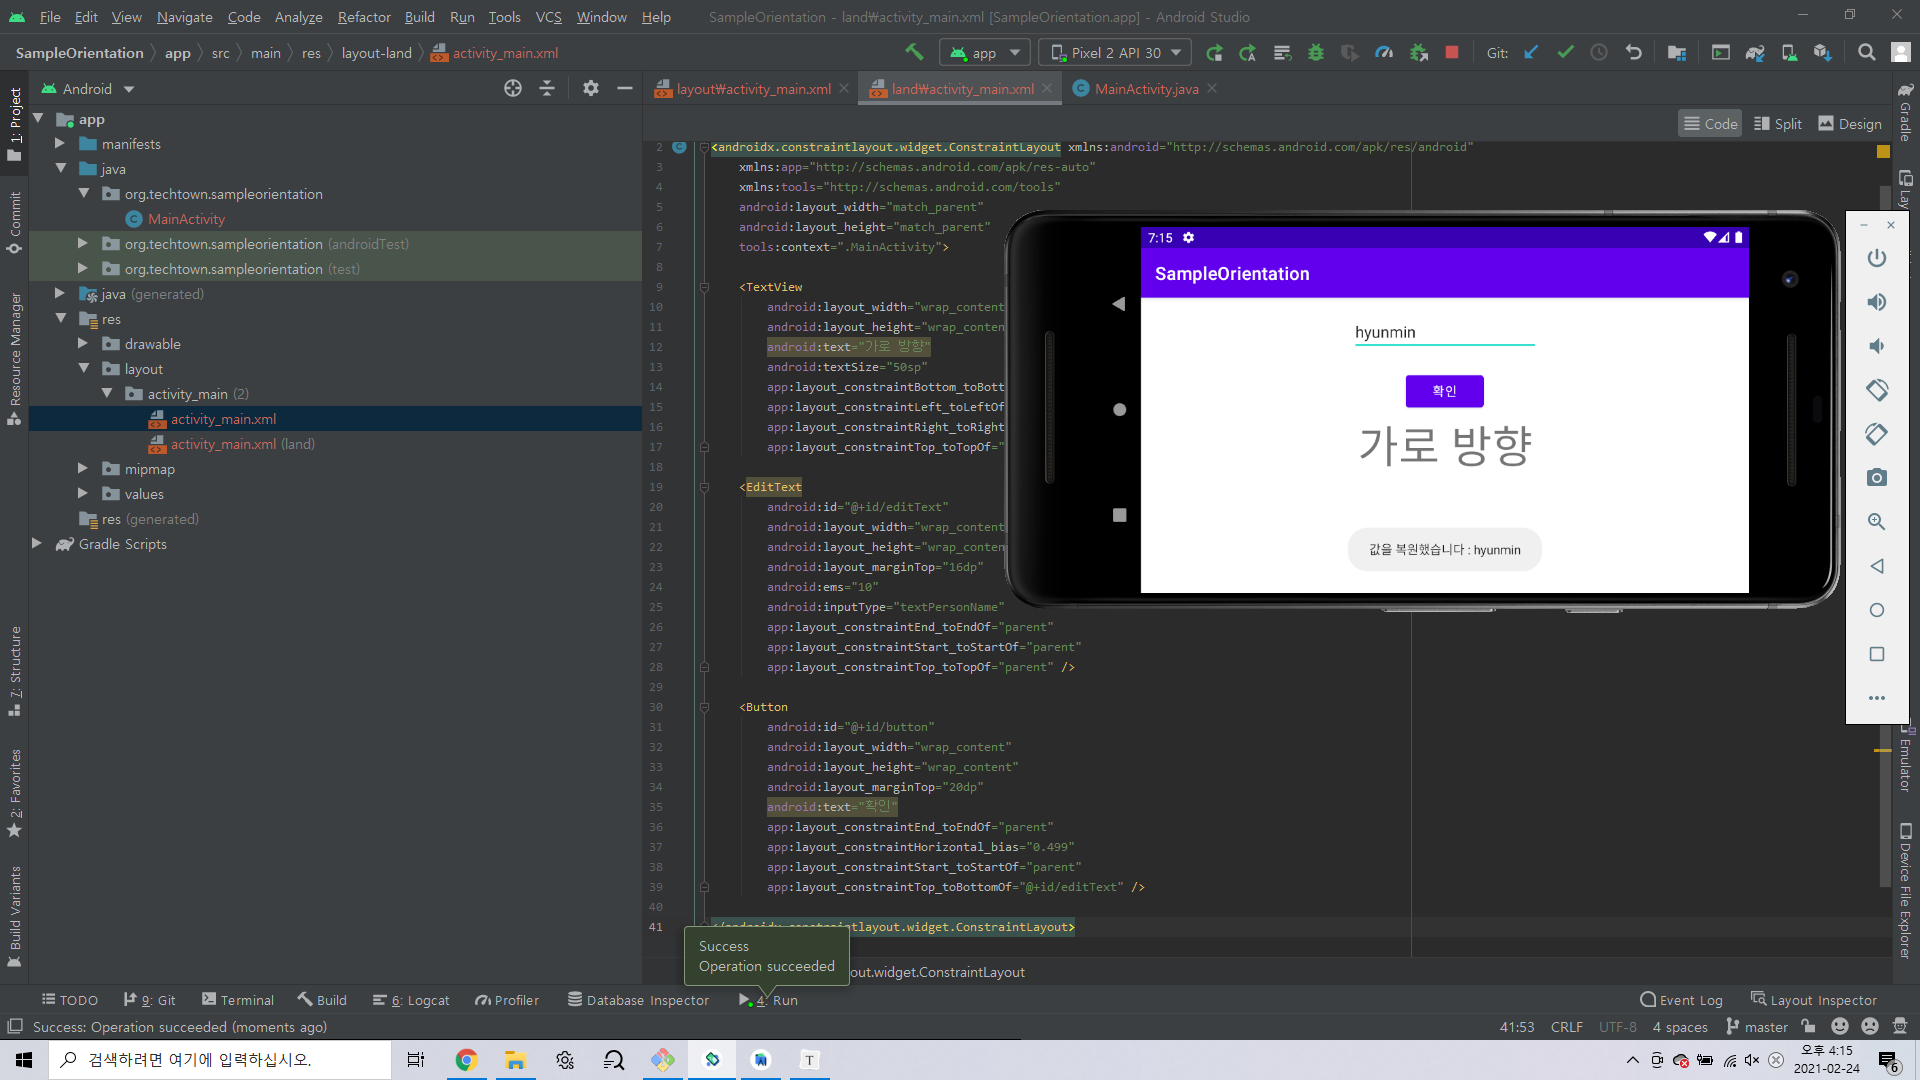 File Edit View Navigate Code Analyze Refactor Build Run Tools VCS Window Help SampleOrientation - land₩activity_main.xml [SampleOrientation.app] - Android Studio
SampleOrientation app src main res layout-land activity_main.xml app Pixel 2 API 30 Git:
Android
layout₩activity_main.xml land₩activity_main.xml MainActivity.java
Code Split Design
1: Project
Commit
Resource Manager
7: Structure
2: Favorites
Build Variants
app
manifests
java
org.techtown.sampleorientation
MainActivity
org.techtown.sampleorientation (androidTest)
org.techtown.sampleorientation (test)
java (generated)
res
drawable
layout
activity_main (2)
activity_main.xml
activity_main.xml (land)
mipmap
values
res (generated)
Gradle Scripts
2 <androidx.constraintlayout.widget.ConstraintLayout xmlns:android="http://schemas.android.com/apk/res/android"
3 xmlns:app="http://schemas.android.com/apk/res-auto"
4 xmlns:tools="http://schemas.android.com/tools"
5 android:layout_width="match_parent"
6 android:layout_height="match_parent"
7 tools:context=".MainActivity">
8
9 <TextView
10 android:layout_width="wrap_content
11 android:layout_height="wrap_conten
12 android:text="가로 방향"
13 android:textSize="50sp"
14 app:layout_constraintBottom_toBott
15 app:layout_constraintLeft_toLeftOf
16 app:layout_constraintRight_toRight
17 app:layout_constraintTop_toTopOf="
18
19 <EditText
20 android:id="@+id/editText"
21 android:layout_width="wrap_content
22 android:layout_height="wrap_conten
23 android:layout_marginTop="16dp"
24 android:ems="10"
25 android:inputType="textPersonName"
26 app:layout_constraintEnd_toEndOf="parent"
27 app:layout_constraintStart_toStartOf="parent"
28 app:layout_constraintTop_toTopOf="parent" />
29
30 <Button
31 android:id="@+id/button"
32 android:layout_width="wrap_content"
33 android:layout_height="wrap_content"
34 android:layout_marginTop="20dp"
35 android:text="확인"
36 app:layout_constraintEnd_toEndOf="parent"
37 app:layout_constraintHorizontal_bias="0.499"
38 app:layout_constraintStart_toStartOf="parent"
39 app:layout_constraintTop_toBottomOf="@+id/editText" />
40
41 constraintlayout.widget.ConstraintLayout>
7:15
SampleOrientation
hyunmin
확인
가로 방향
값을 복원했습니다 : hyunmin
Gradle
Emulator
Device File Explorer
Success
Operation succeeded
out.widget.ConstraintLayout
TODO 9: Git Terminal Build 6: Logcat Profiler Database Inspector 4: Run Event Log Layout Inspector
Success: Operation succeeded (moments ago) 41:53 CRLF UTF-8 4 spaces master
검색하려면 여기에 입력하십시오. T
오후 4:15
2021-02-24
6